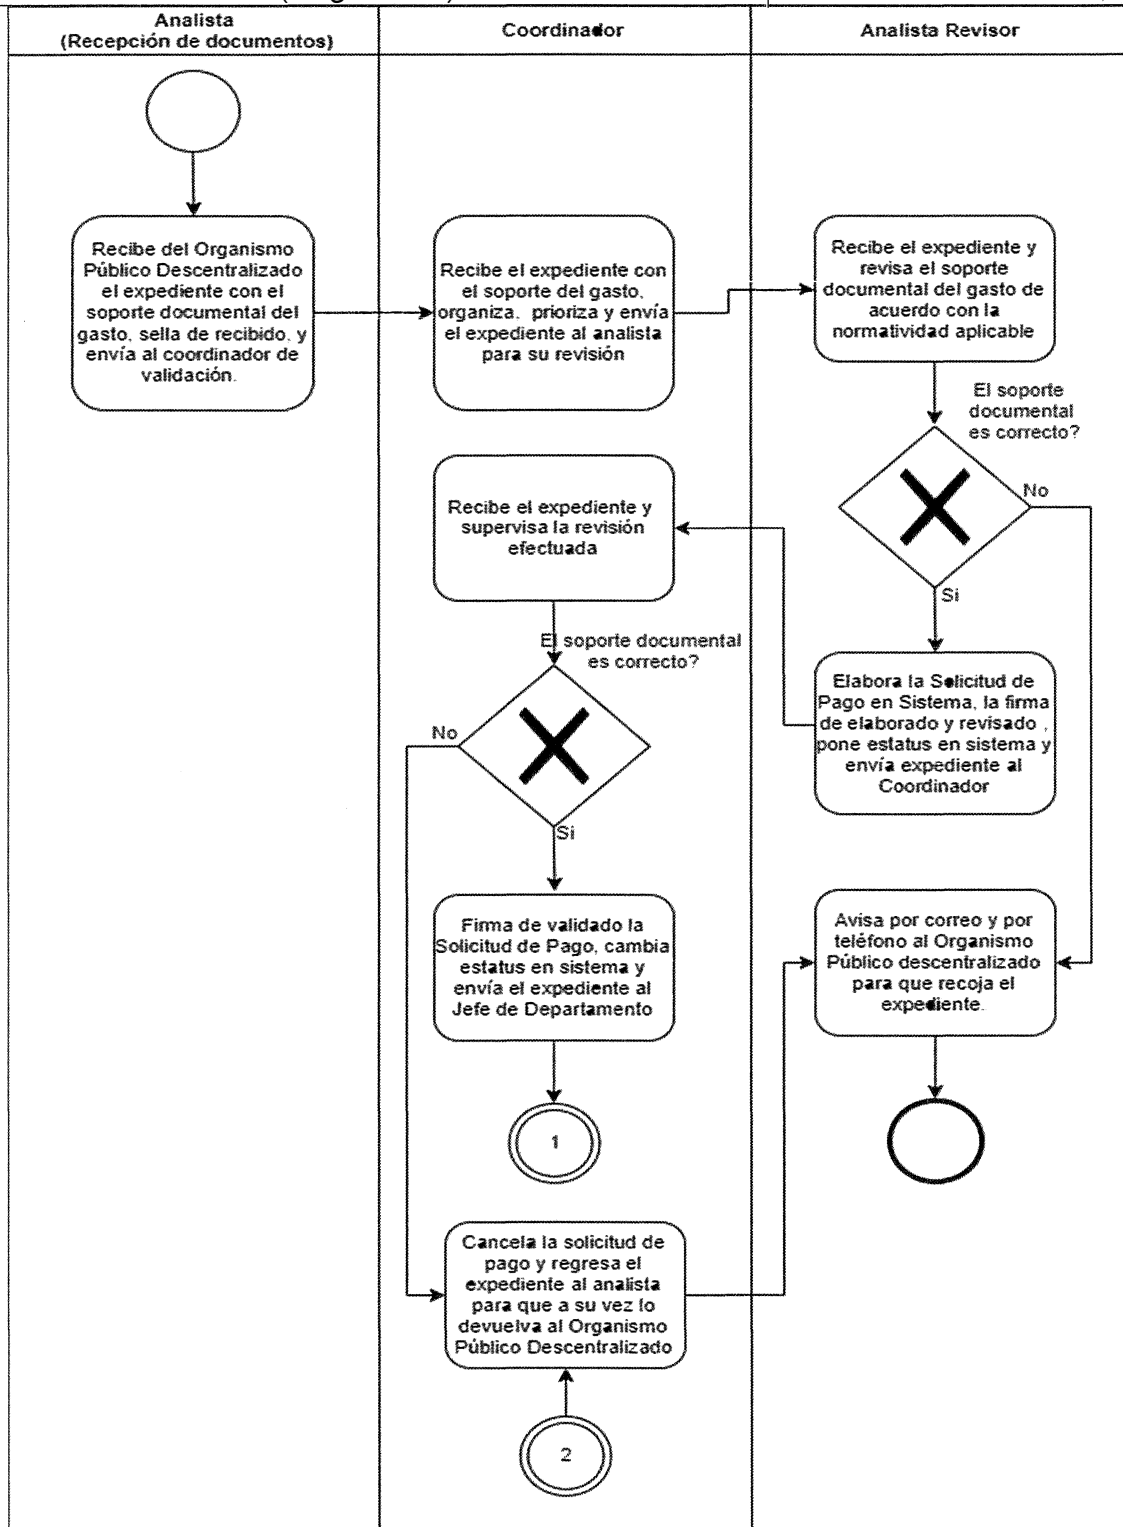 Analista
(Recepción de documentos)
Coordinador
Analista Revisor
Recibe del Organismo
Público Descentralizado
el expediente con el
soporte documental del
gasto, sella de recibido, y
envía al coordinador de
validación.
Recibe el expediente con
el soporte del gasto,
organiza, prioriza y envía
el expediente al analista
para su revisión
Recibe el expediente y
revisa el soporte
documental del gasto de
acuerdo con la
normatividad aplicable
El soporte
documental
es correcto?
No
Si
Recibe el expediente y
supervisa la revisión
efectuada
El soporte documental
es correcto?
No
Si
Elabora la Solicitud de
Pago en Sistema, la firma
de elaborado y revisado ,
pone estatus en sistema y
envía expediente al
Coordinador
Firma de validado la
Solicitud de Pago, cambia
estatus en sistema y
envía el expediente al
Jefe de Departamento
Avisa por correo y por
teléfono al Organismo
Público descentralizado
para que recoja el
expediente.
1
Cancela la solicitud de
pago y regresa el
expediente al analista
para que a su vez lo
devuelva al Organismo
Público Descentralizado
2